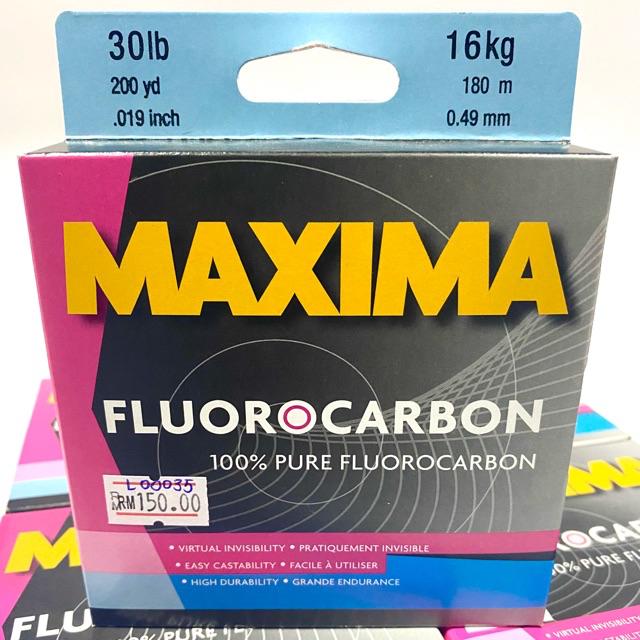 30lb 16kg
200 yd 180 m
.019 inch 0.49 mm
MAXIMA
FLUOROCARBON
100% PURE FLUOROCARBON
L00035
RM150.00
• VIRTUAL INVISIBILITY • PRATIQUEMENT INVISIBLE
• EASY CASTABILITY • FACILE À UTILISER
• HIGH DURABILITY • GRANDE ENDURANCE